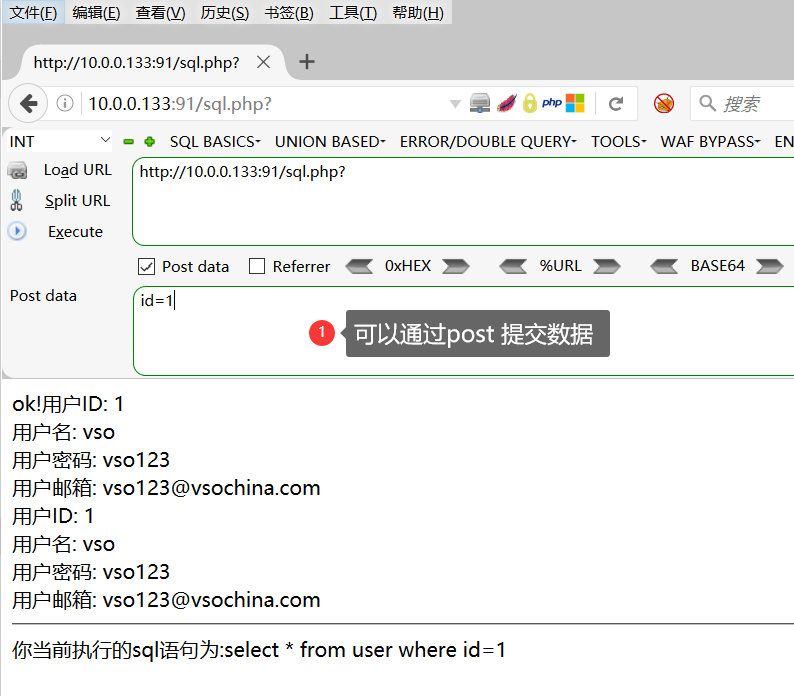 文件(F) 编辑(E) 查看(V) 历史(S) 书签(B) 工具(T) 帮助(H)
http://10.0.0.133:91/sql.php?
10.0.0.133:91/sql.php? php 搜索
INT SQL BASICS UNION BASED ERROR/DOUBLE QUERY TOOLS WAF BYPASS EN
Load URL http://10.0.0.133:91/sql.php?
Split URL
Execute
Post data Referrer 0xHEX %URL BASE64
Post data id=1
1 可以通过post 提交数据
ok!用户ID: 1
用户名: vso
用户密码: vso123
用户邮箱: vso123@vsochina.com
用户ID: 1
用户名: vso
用户密码: vso123
用户邮箱: vso123@vsochina.com
你当前执行的sql语句为:select * from user where id=1